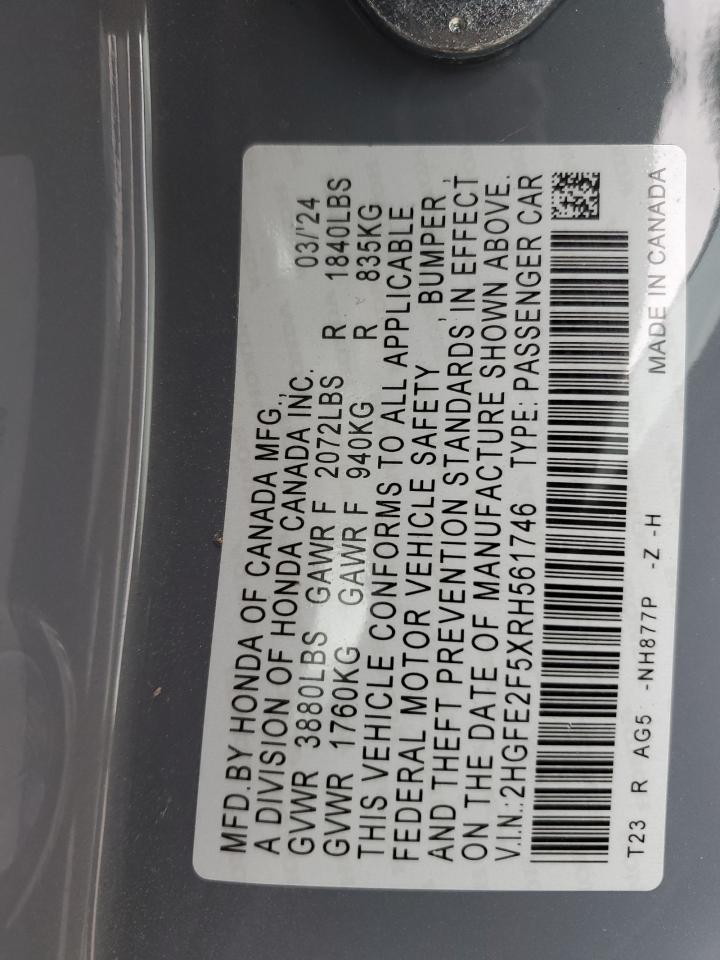 MFD.BY HONDA OF CANADA MFG., 03/'24
A DIVISION OF HONDA CANADA INC.
GVWR 3880LBS GAWR F 2072LBS R 1840LBS
GVWR 1760KG GAWR F 940KG R 835KG
THIS VEHICLE CONFORMS TO ALL APPLICABLE
FEDERAL MOTOR VEHICLE SAFETY , BUMPER ,
AND THEFT PREVENTION STANDARDS IN EFFECT
ON THE DATE OF MANUFACTURE SHOWN ABOVE.
V.I.N.:2HGFE2F5XRH561746 TYPE: PASSENGER CAR
T23 R AG5 -NH877P -Z -H
MADE IN CANADA